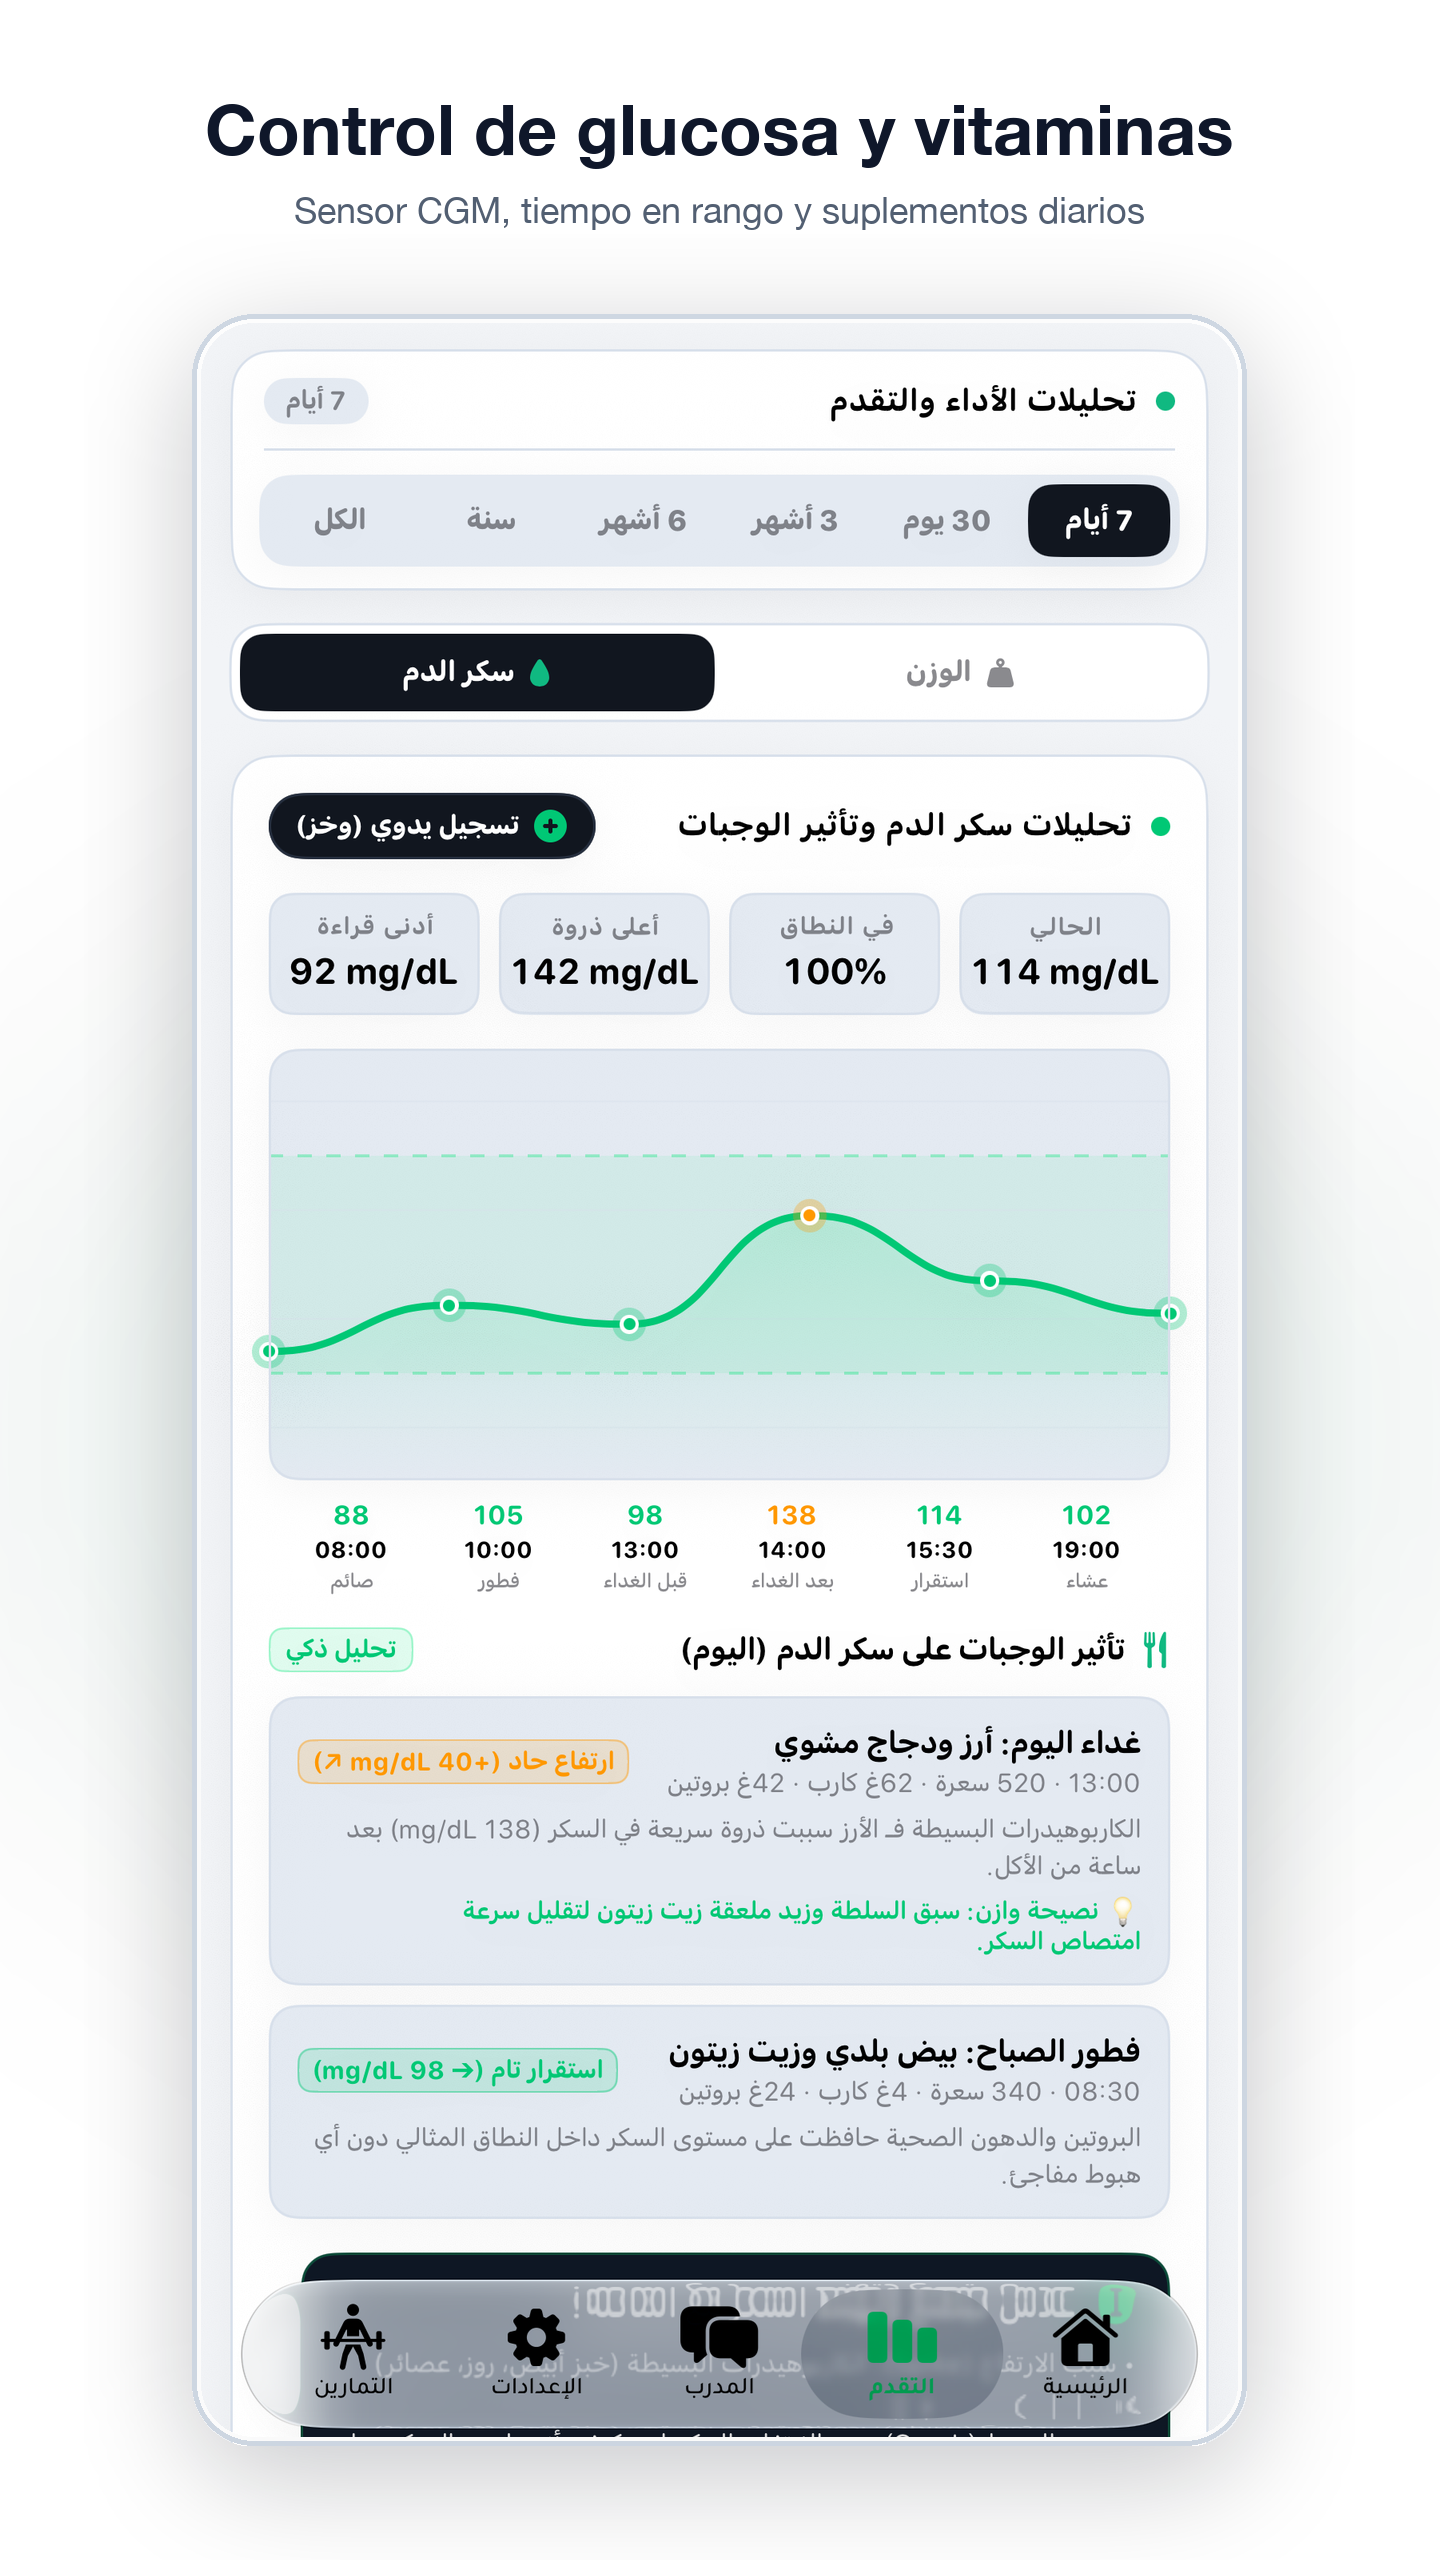 Control de glucosa y vitaminas
Sensor CGM, tiempo en rango y suplementos diarios
تحليلات الأداء والتقدم
7 أيام
7 أيام
30 يوم
3 أشهر
6 أشهر
سنة
الكل
الوزن
سكر الدم
تحليلات سكر الدم وتأثير الوجبات
تسجيل يدوي (وخز)
الحالي
114 mg/dL
في النطاق
100%
أعلى ذروة
142 mg/dL
أدنى قراءة
92 mg/dL
88 105 98 138 114 102
08:00 10:00 13:00 14:00 15:30 19:00
صائم
فطور
قبل الغداء
بعد الغداء
استقرار
عشاء
تأثير الوجبات على سكر الدم (اليوم)
تحليل ذكي
غداء اليوم: أرز ودجاج مشوي
ارتفاع حاد (+40 mg/dL ↗)
13:00 · 520 سعرة · 62غ كارب · 42غ بروتين
الكاربوهيدرات البسيطة فـ الأرز سببت ذروة سريعة في السكر (138 mg/dL) بعد
ساعة من الأكل.
💡 نصيحة وازن: سبق السلطة وزيد ملعقة زيت زيتون لتقليل سرعة
امتصاص السكر.
فطور الصباح: بيض بلدي وزيت زيتون
استقرار تام (→ 98 mg/dL)
08:30 · 340 سعرة · 4غ كارب · 24غ بروتين
البروتين والدهون الصحية حافظت على مستوى السكر داخل النطاق المثالي دون أي
هبوط مفاجئ.
البسيطة (خبز أبيض، روز، عصائر)
الرئيسية
التقدم
المدرب
الإعدادات
التمارين